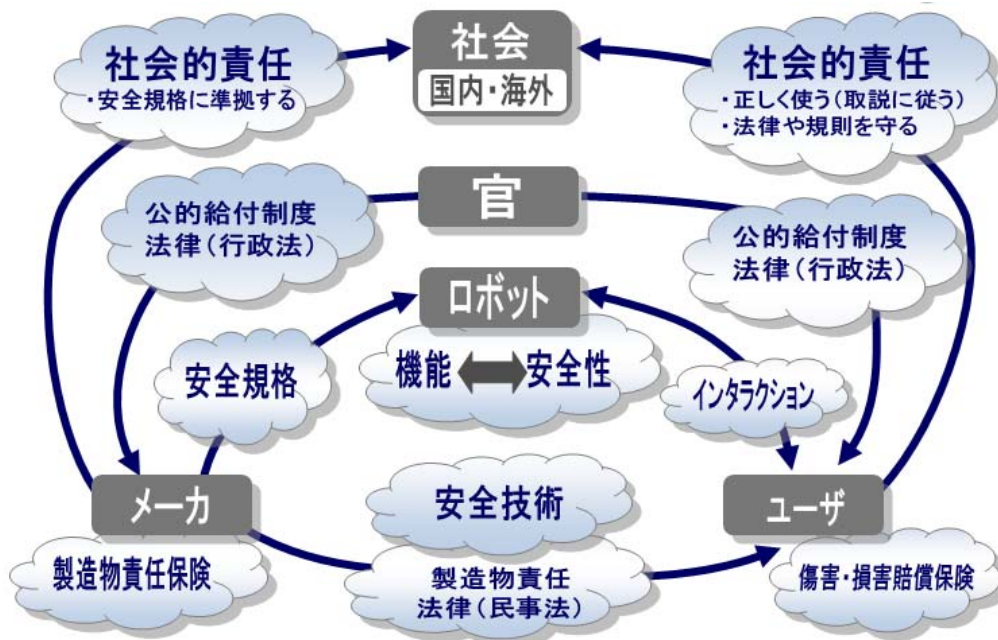 社会的責任
・安全規格に準拠する
社会
国内・海外
社会的責任
・正しく使う（取説に従う）
・法律や規則を守る
公的給付制度
法律（行政法）
官
公的給付制度
法律（行政法）
ロボット
機能
安全性
安全規格
インタラクション
メーカ
安全技術
ユーザ
製造物責任保険
製造物責任
法律（民事法）
傷害・損害賠償保険